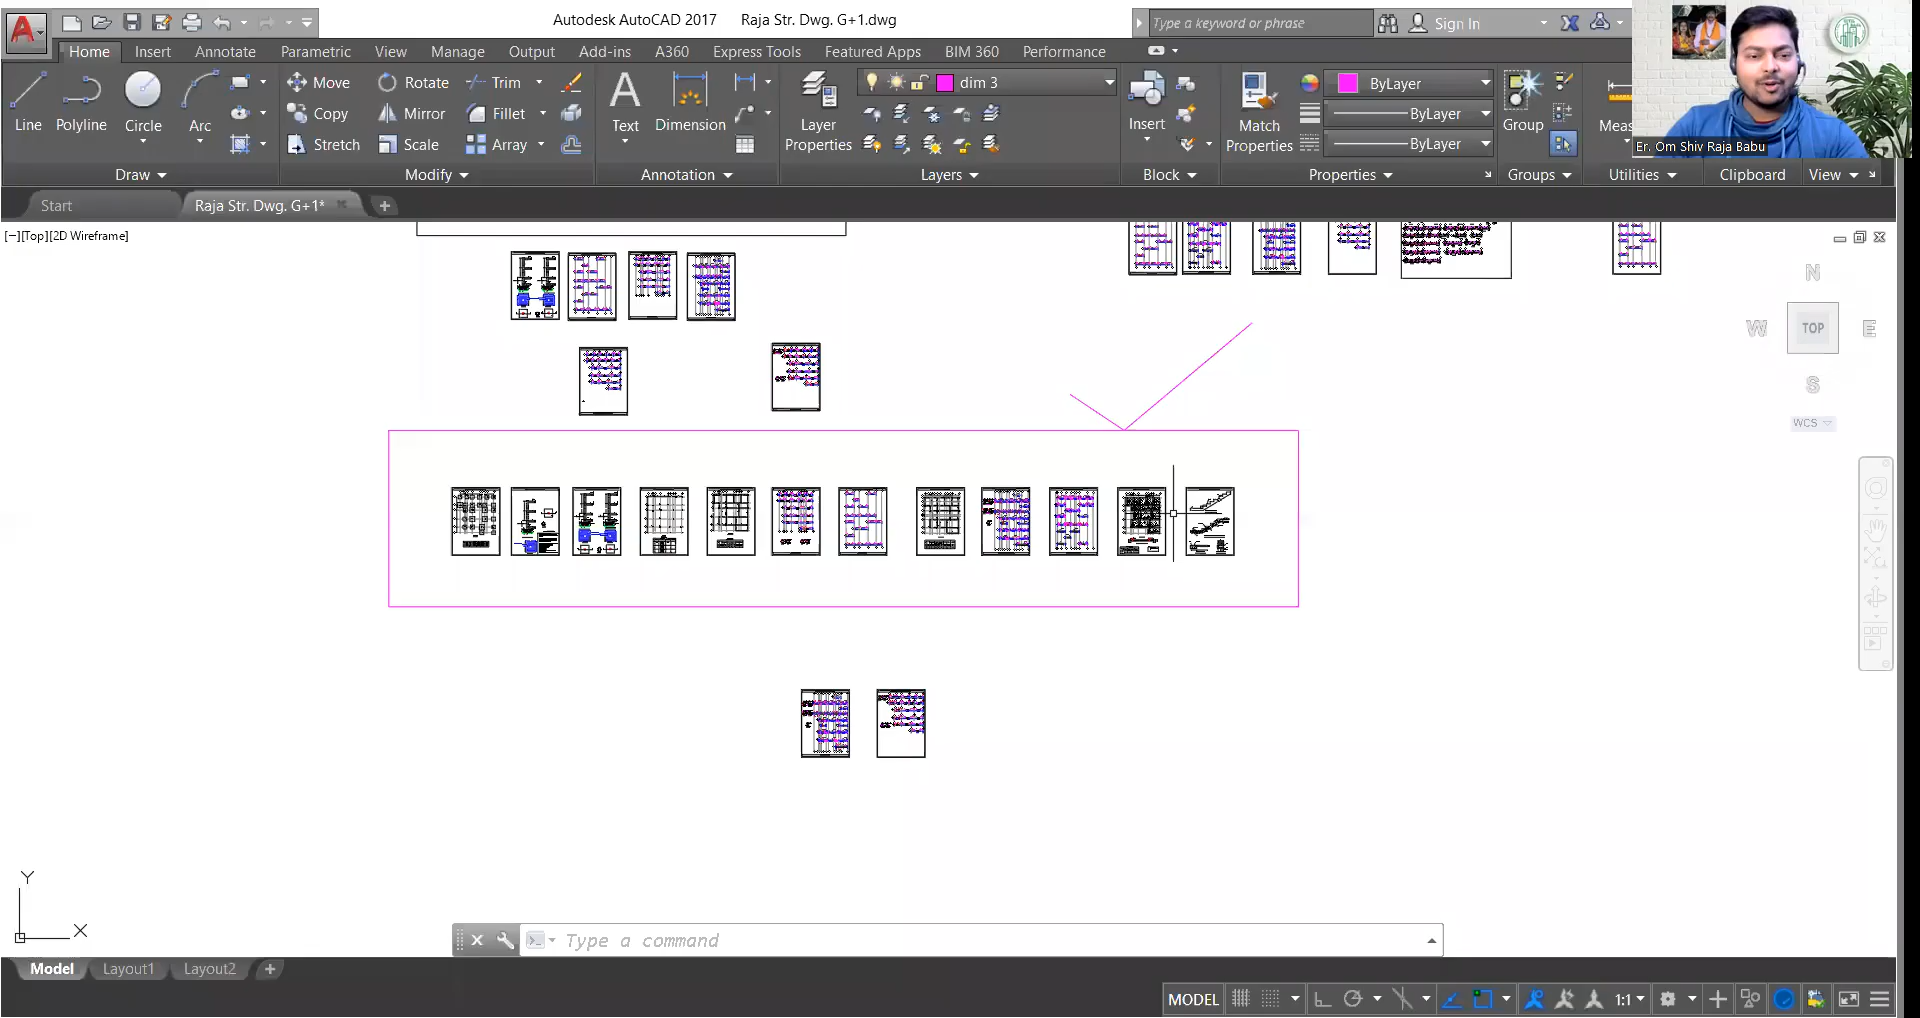 Autodesk AutoCAD 2017 Raja Str. Dwg. G+1.dwg
Type a keyword or phrase
Sign In
Home Insert Annotate Parametric View Manage Output Add-ins A360 Express Tools Featured Apps BIM 360 Performance
Line Polyline Circle Arc
Move Rotate Trim
Copy Mirror Fillet
Stretch Scale Array
Text Dimension
Layer Properties
dim 3
Insert
Match Properties
ByLayer
ByLayer
ByLayer
Group
Meas
Er. Om Shiv Raja Babu
Draw Modify Annotation Layers Block Properties Groups Utilities Clipboard View
Start Raja Str. Dwg. G+1*
[−][Top][2D Wireframe]
N
W TOP E
S
WCS
Y
X
Type a command
Model Layout1 Layout2
MODEL 1:1